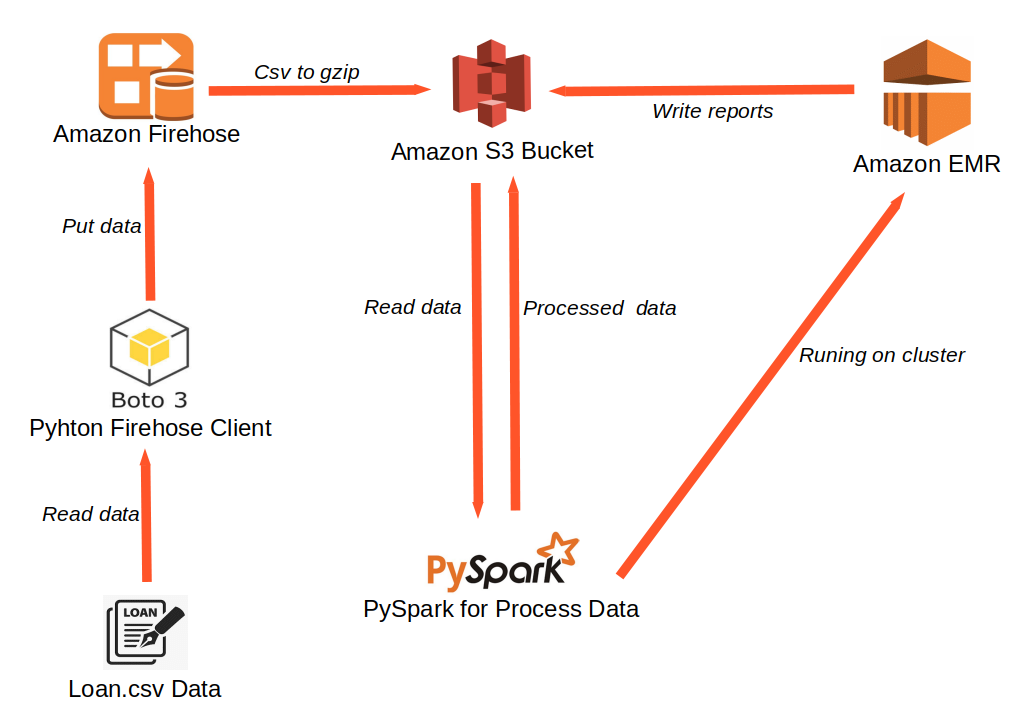 Csv to gzip
Write reports
Amazon Firehose
Amazon S3 Bucket
Amazon EMR
Put data
Read data
Processed  data
Runing on cluster
Boto 3
Pyhton Firehose Client
Read data
PySpark
PySpark for Process Data
LOAN
Loan.csv Data